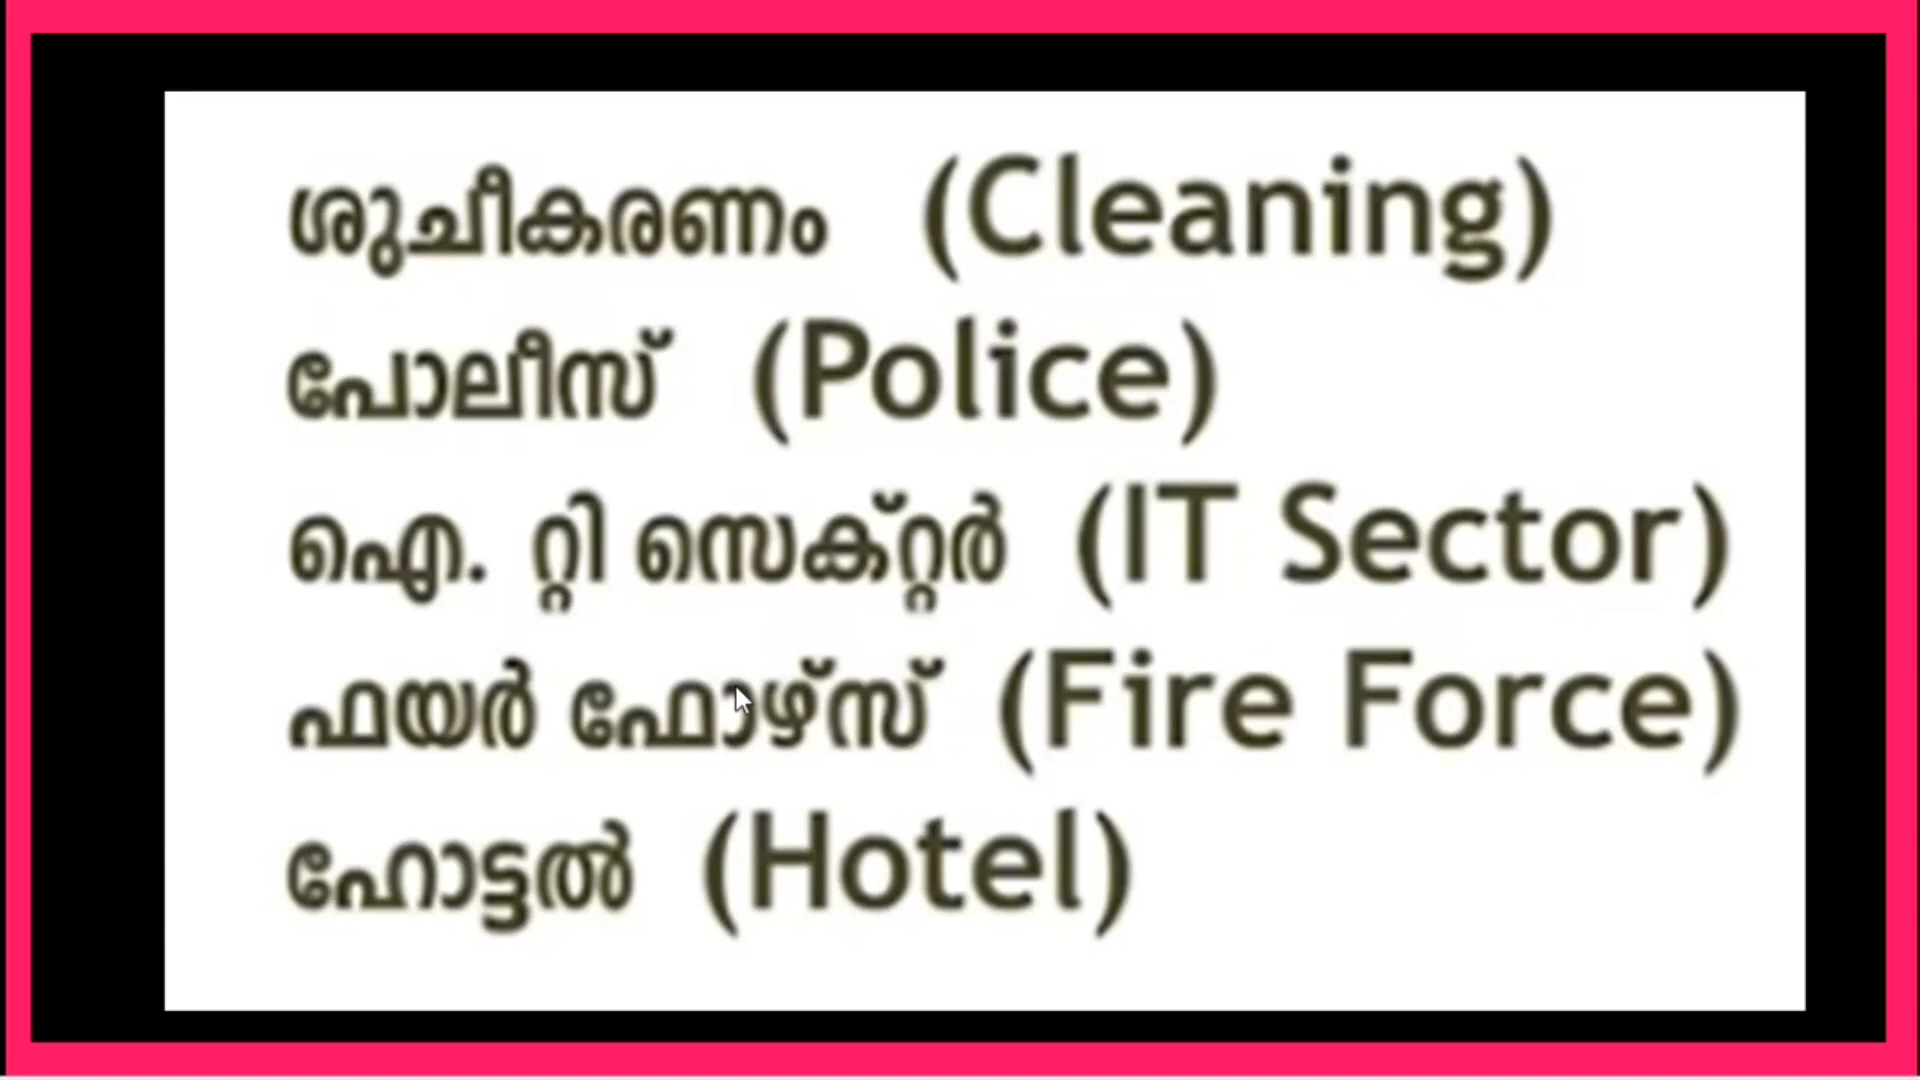 ശുചീകരണം (Cleaning)
പോലീസ് (Police)
ഐ. റ്റി സെക്റ്റർ (IT Sector)
ഫയർ ഫോഴ്സ് (Fire Force)
ഹോട്ടൽ (Hotel)